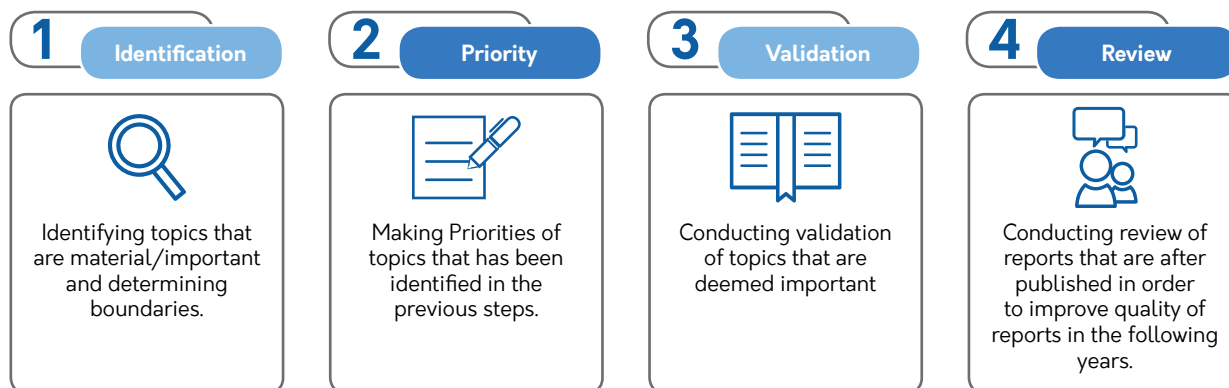 1
Identification
Identifying topics that
are material/important
and determining
boundaries.
2
Priority
Making Priorities of
topics that has been
identified in the
previous steps.
3
Validation
Conducting validation
of topics that are
deemed important
4
Review
Conducting review of
reports that are after
published in order
to improve quality of
reports in the following
years.